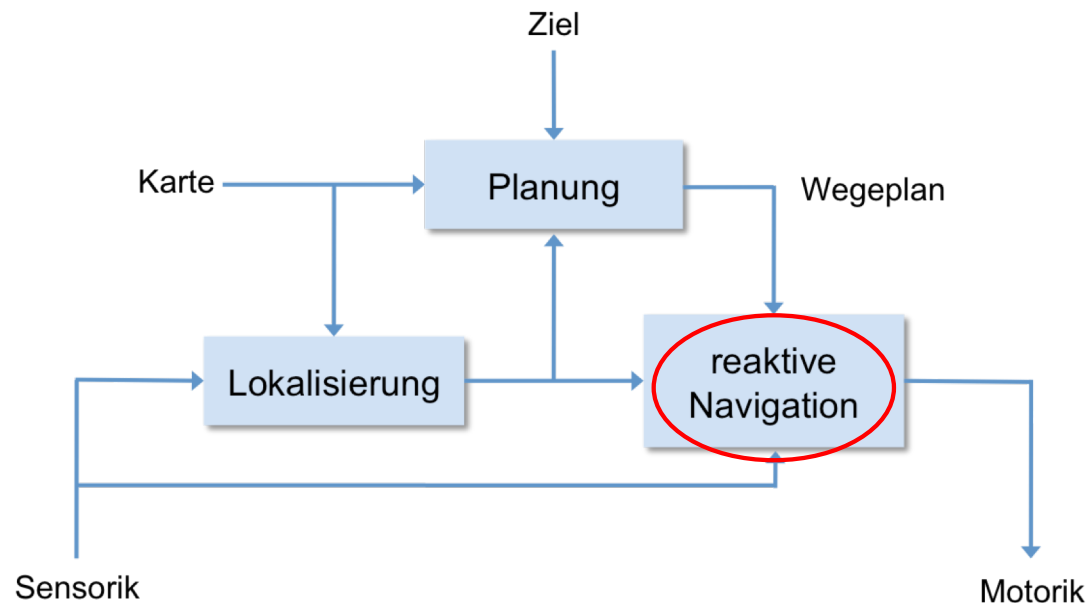 Ziel
Karte
Planung
Wegeplan
Lokalisierung
reaktive
Navigation
Sensorik
Motorik